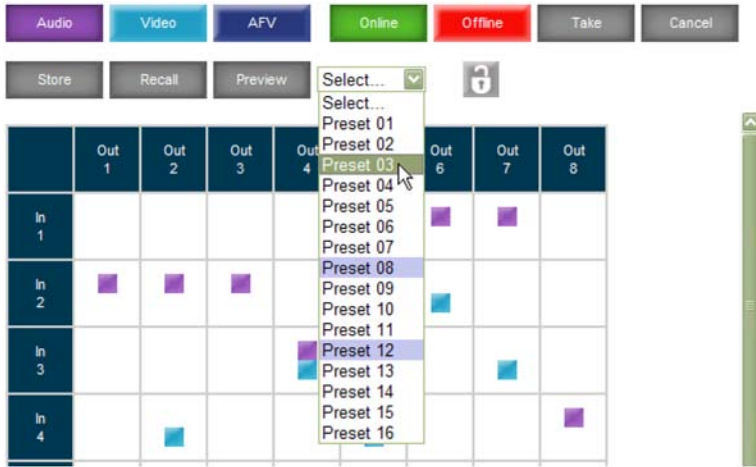 Audio Video AFV Online Offline Take Cancel
Store Recall Preview Select...
Select...
Preset 01
Preset 02
Preset 03
Preset 04
Preset 05
Preset 06
Preset 07
Preset 08
Preset 09
Preset 10
Preset 11
Preset 12
Preset 13
Preset 14
Preset 15
Preset 16
Out Out Out Out Out Out Out
1 2 3 4 6 7 8
In
1
In
2
In
3
In
4